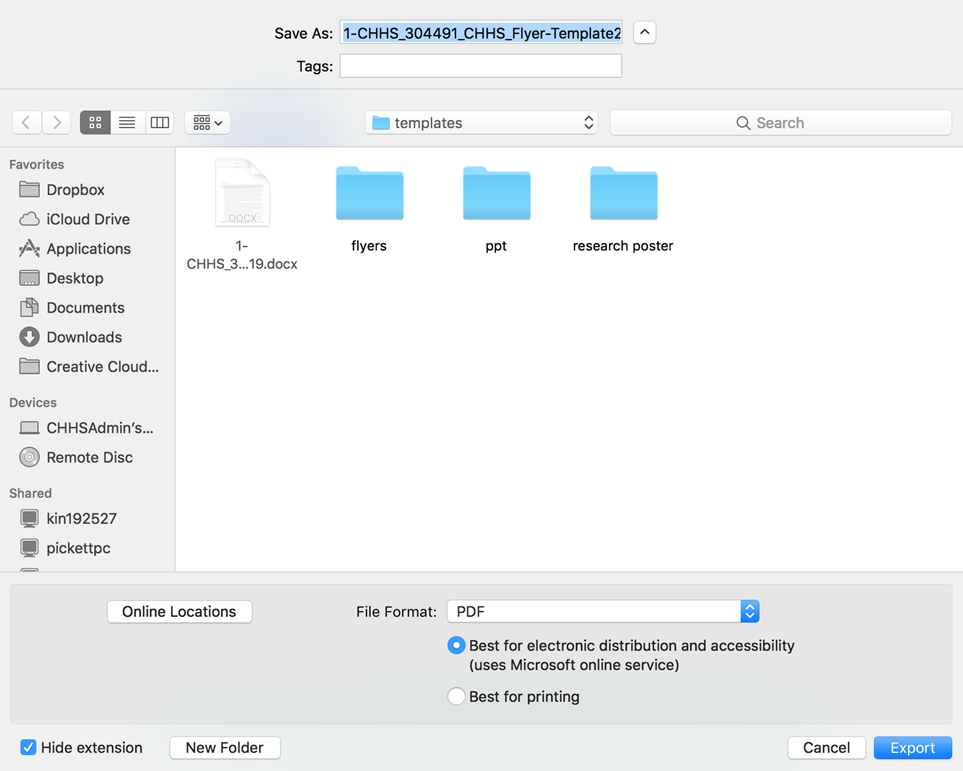 Save As: 1-CHHS_304491_CHHS_Flyer-Template2
Tags:
templates
Search
Favorites
Dropbox
iCloud Drive
Applications
Desktop
Documents
Downloads
Creative Cloud...
Devices
CHHSAdmin's...
Remote Disc
Shared
kin192527
pickettpc
DOCX
1-
CHHS_3...19.docx
flyers
ppt
research poster
Online Locations
File Format: PDF
Best for electronic distribution and accessibility
(uses Microsoft online service)
Best for printing
Hide extension
New Folder
Cancel
Export